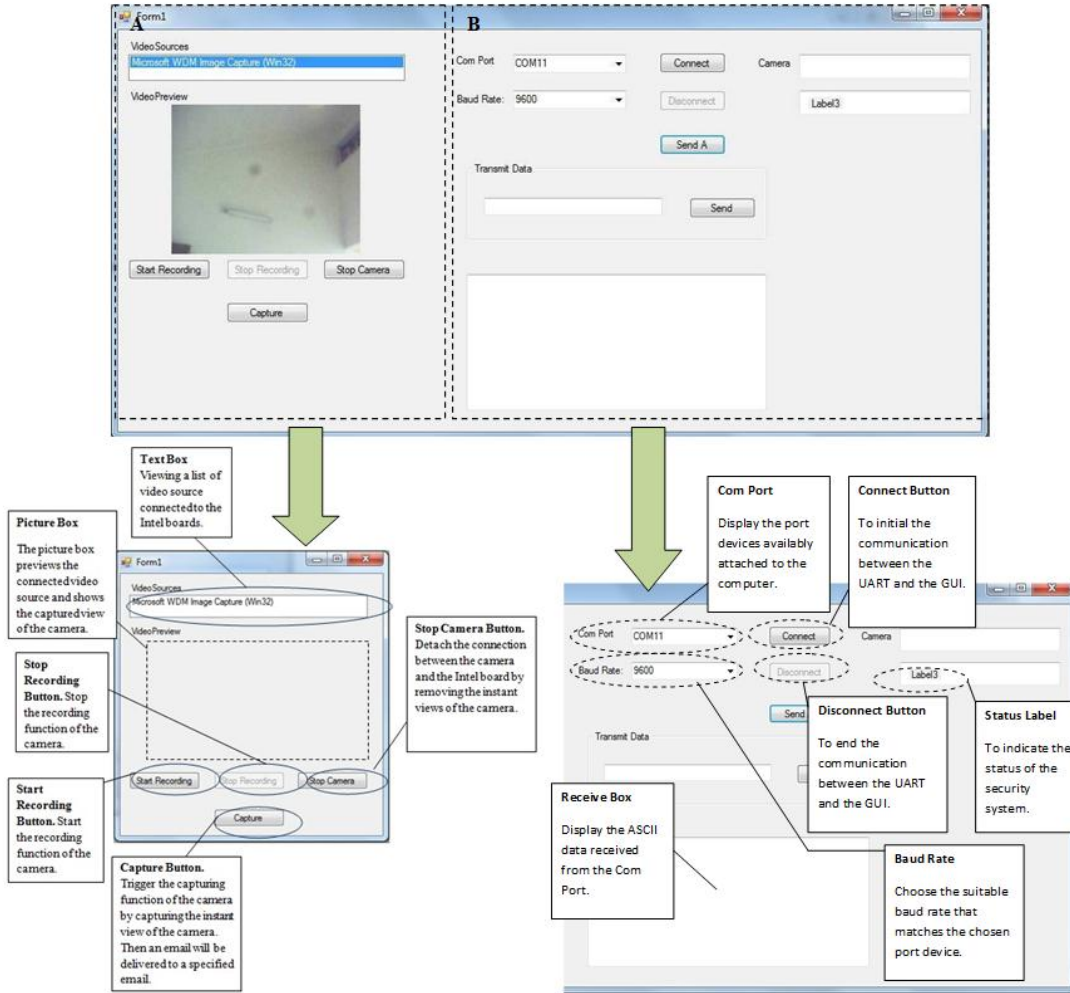 Form1
A
B
VideoSources
Microsoft WDM Image Capture (Win32)
VideoPreview
Start Recording
Stop Recording
Stop Camera
Capture
Com Port
COM11
Connect
Camera
Baud Rate:
9600
Disconnect
Label3
Send A
Transmit Data
Send
Text Box
Viewing a list of
video source
connected to the
Intel boards.
Picture Box
The picture box
previews the
connected video
source and shows
the captured view
of the camera.
Stop
Recording
Button. Stop
the recording
function of the
camera.
Start
Recording
Button. Start
the recording
function of the
camera.
Form1
VideoSources
Microsoft WDM Image Capture (Win32)
VideoPreview
Start Recording
Stop Recording
Stop Camera
Capture
Stop Camera Button.
Detach the connection
between the camera
and the Intel board by
removing the instant
views of the camera.
Capture Button.
Trigger the capturing
function of the camera
by capturing the instant
view of the camera.
Then an email will be
delivered to a specified
email.
Com Port
Display the port
devices availably
attached to the
computer.
Connect Button
To initial the
communication
between the
UART and the GUI.
Com Port
COM11
Connect
Camera
Baud Rate:
9600
Disconnect
Label3
Send
Transmit Data
Disconnect Button
To end the
communication
between the UART
and the GUI.
Status Label
To indicate the
status of the
security
system.
Receive Box
Display the ASCII
data received
from the Com
Port.
Baud Rate
Choose the suitable
baud rate that
matches the chosen
port device.